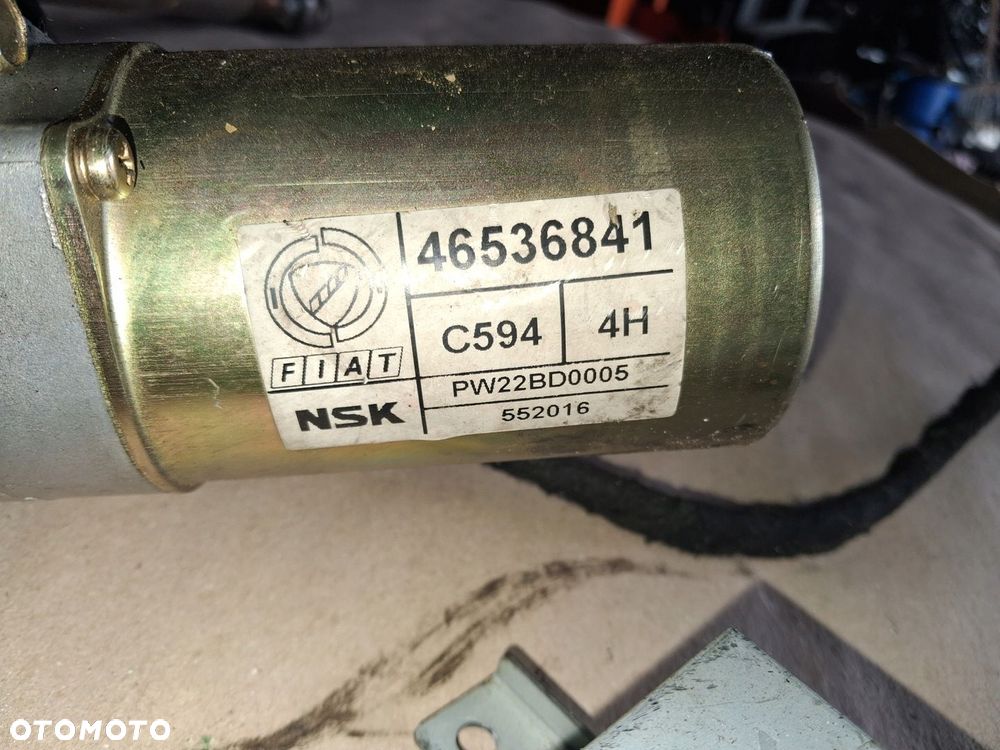 46536841
C594 4H
FIAT
PW22BD0005
NSK
552016
OTOMOTO